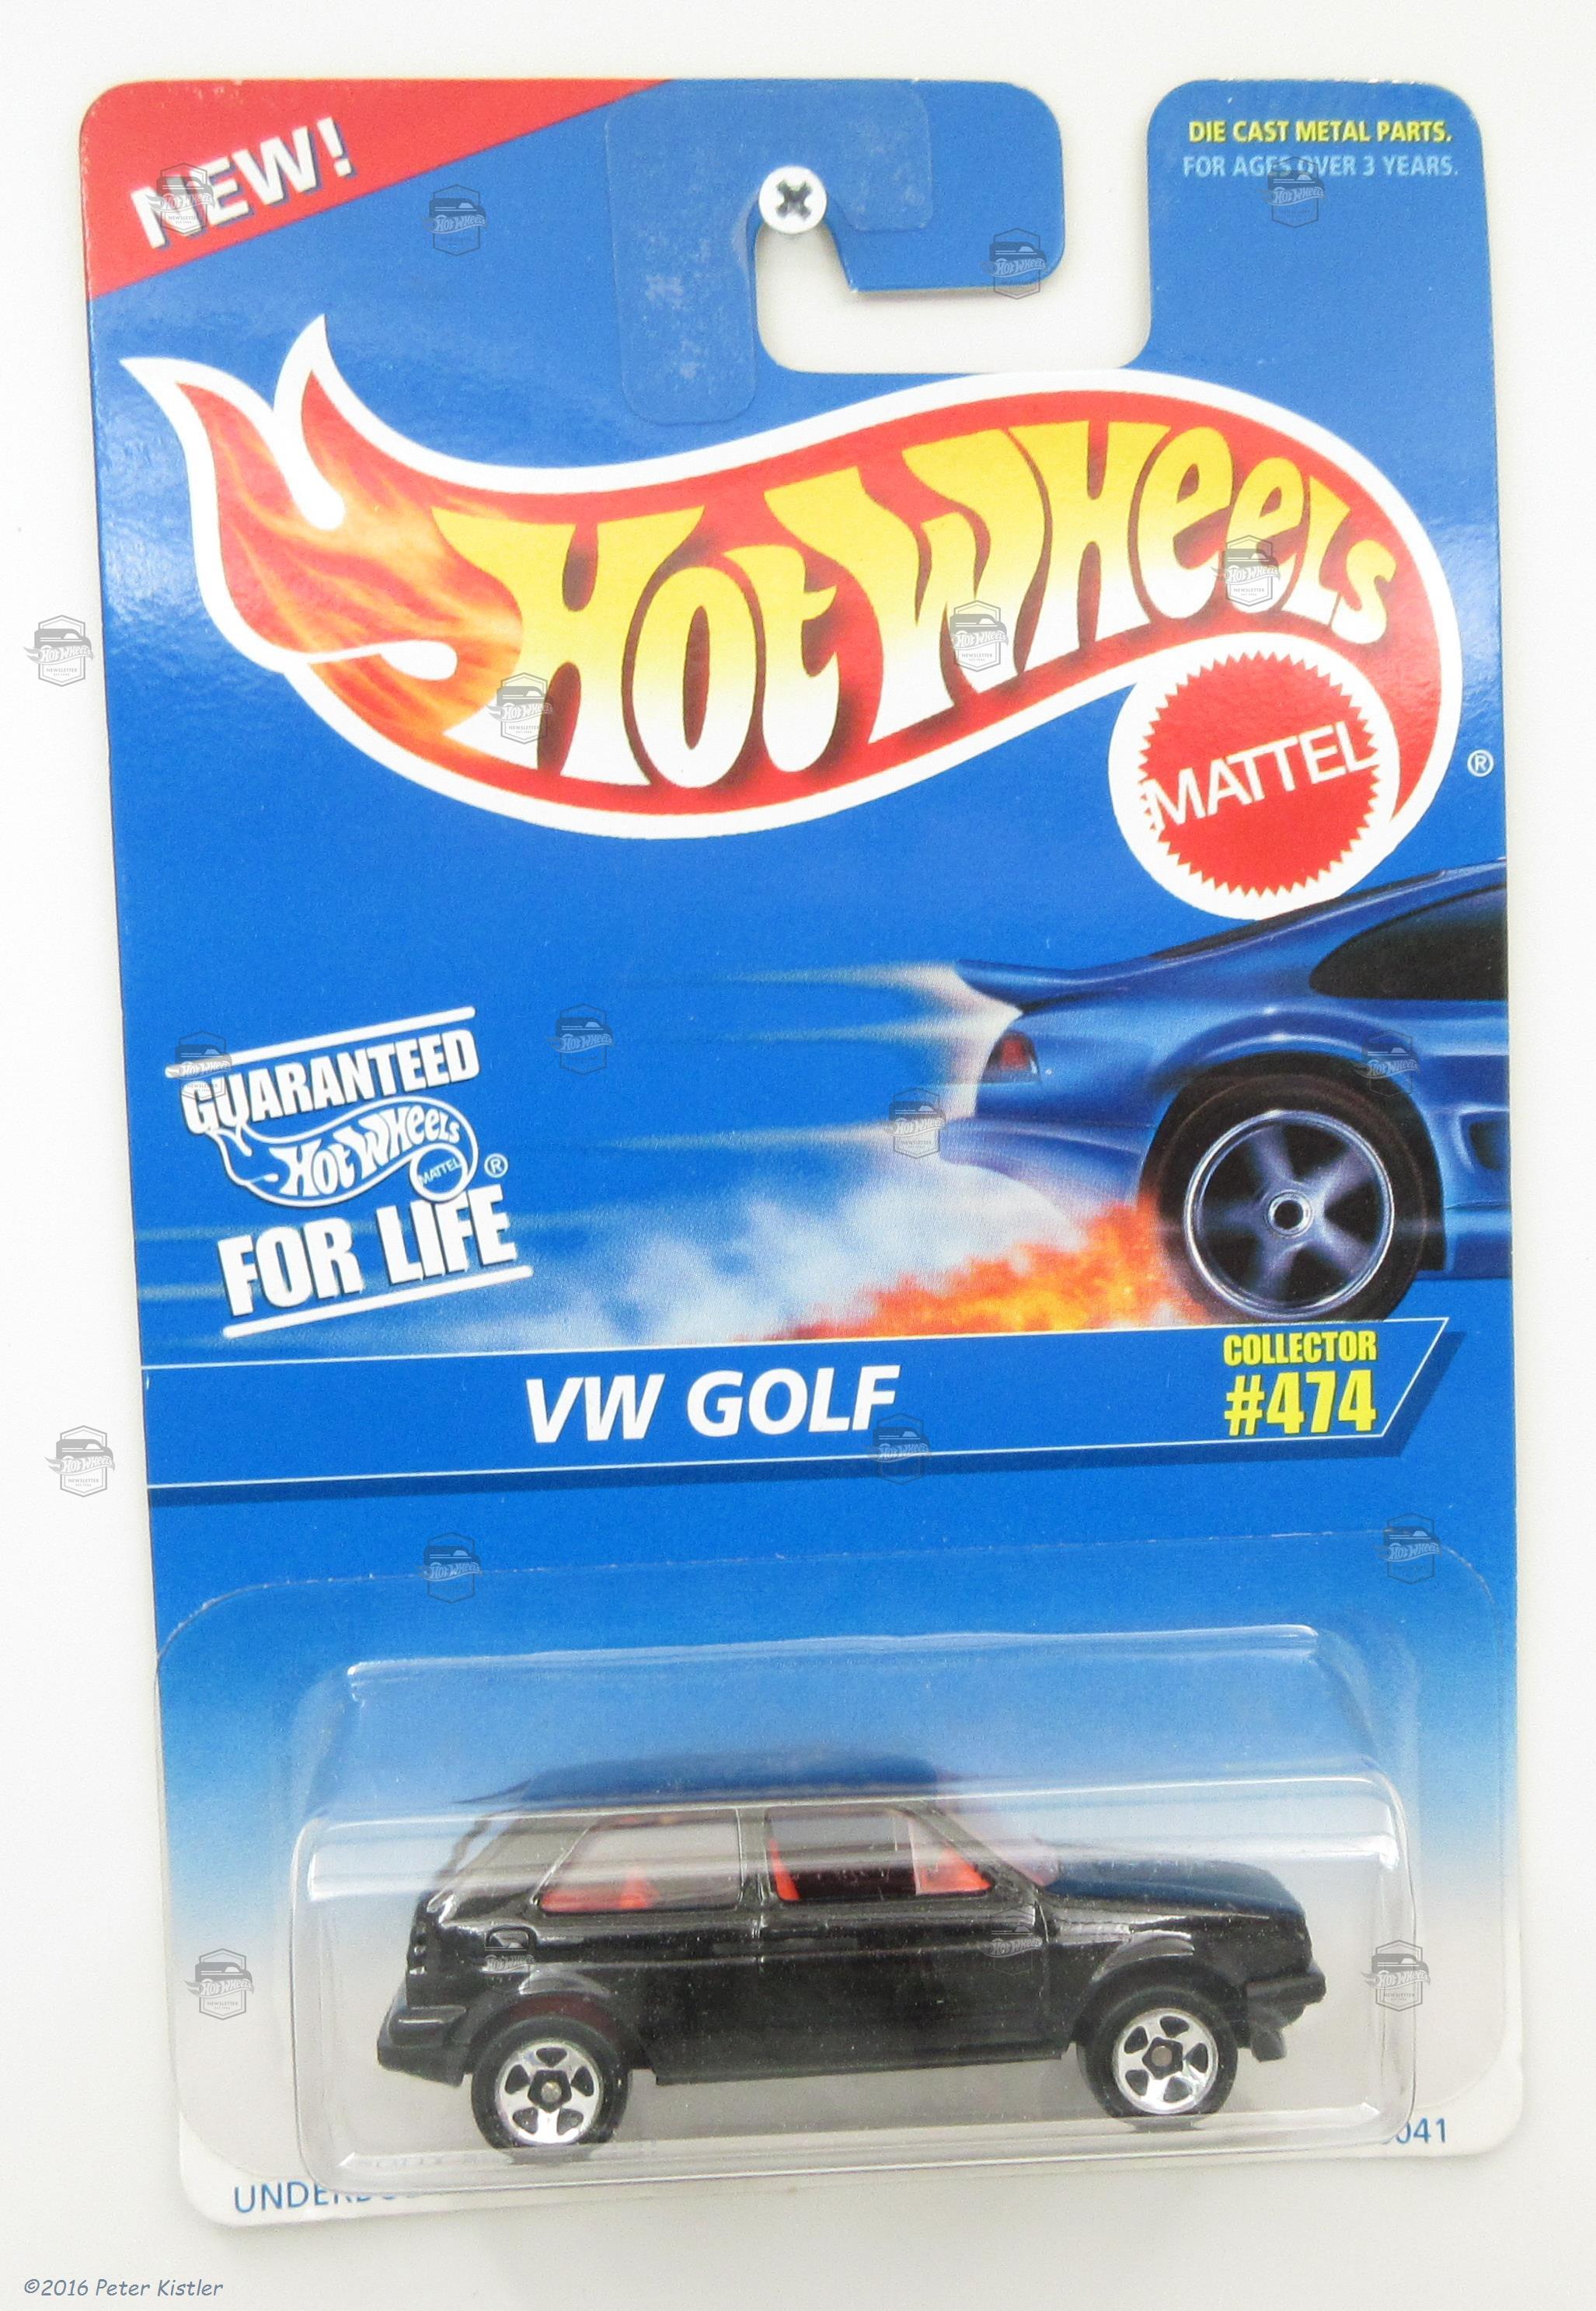 NEW!
DIE CAST METAL PARTS.
FOR AGES OVER 3 YEARS.
HOT WHEELS
MATTEL
®
GUARANTEED
HOT WHEELS
MATTEL ®
FOR LIFE
COLLECTOR
VW GOLF
#474
041
©2016 Peter Kistler